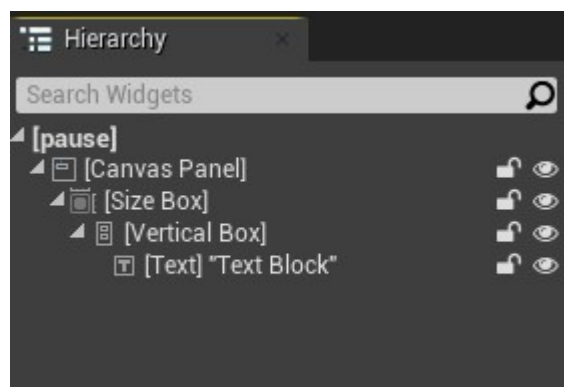 Hierarchy
Search Widgets
[pause]
[Canvas Panel]
[Size Box]
[Vertical Box]
[Text] "Text Block"